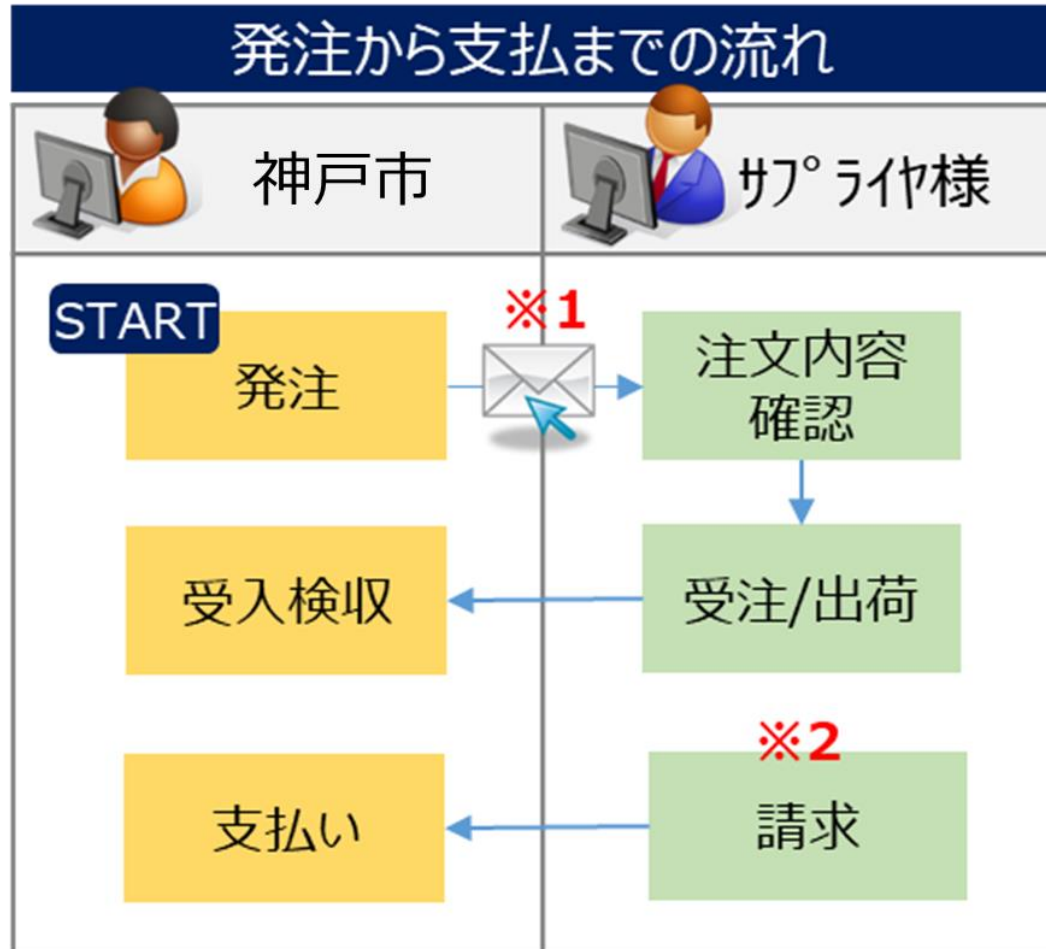 発注から支払までの流れ
神戸市
ｻﾌﾟﾗｲﾔ様
START
※1
発注
注文内容
確認
受入検収
受注/出荷
※2
支払い
請求